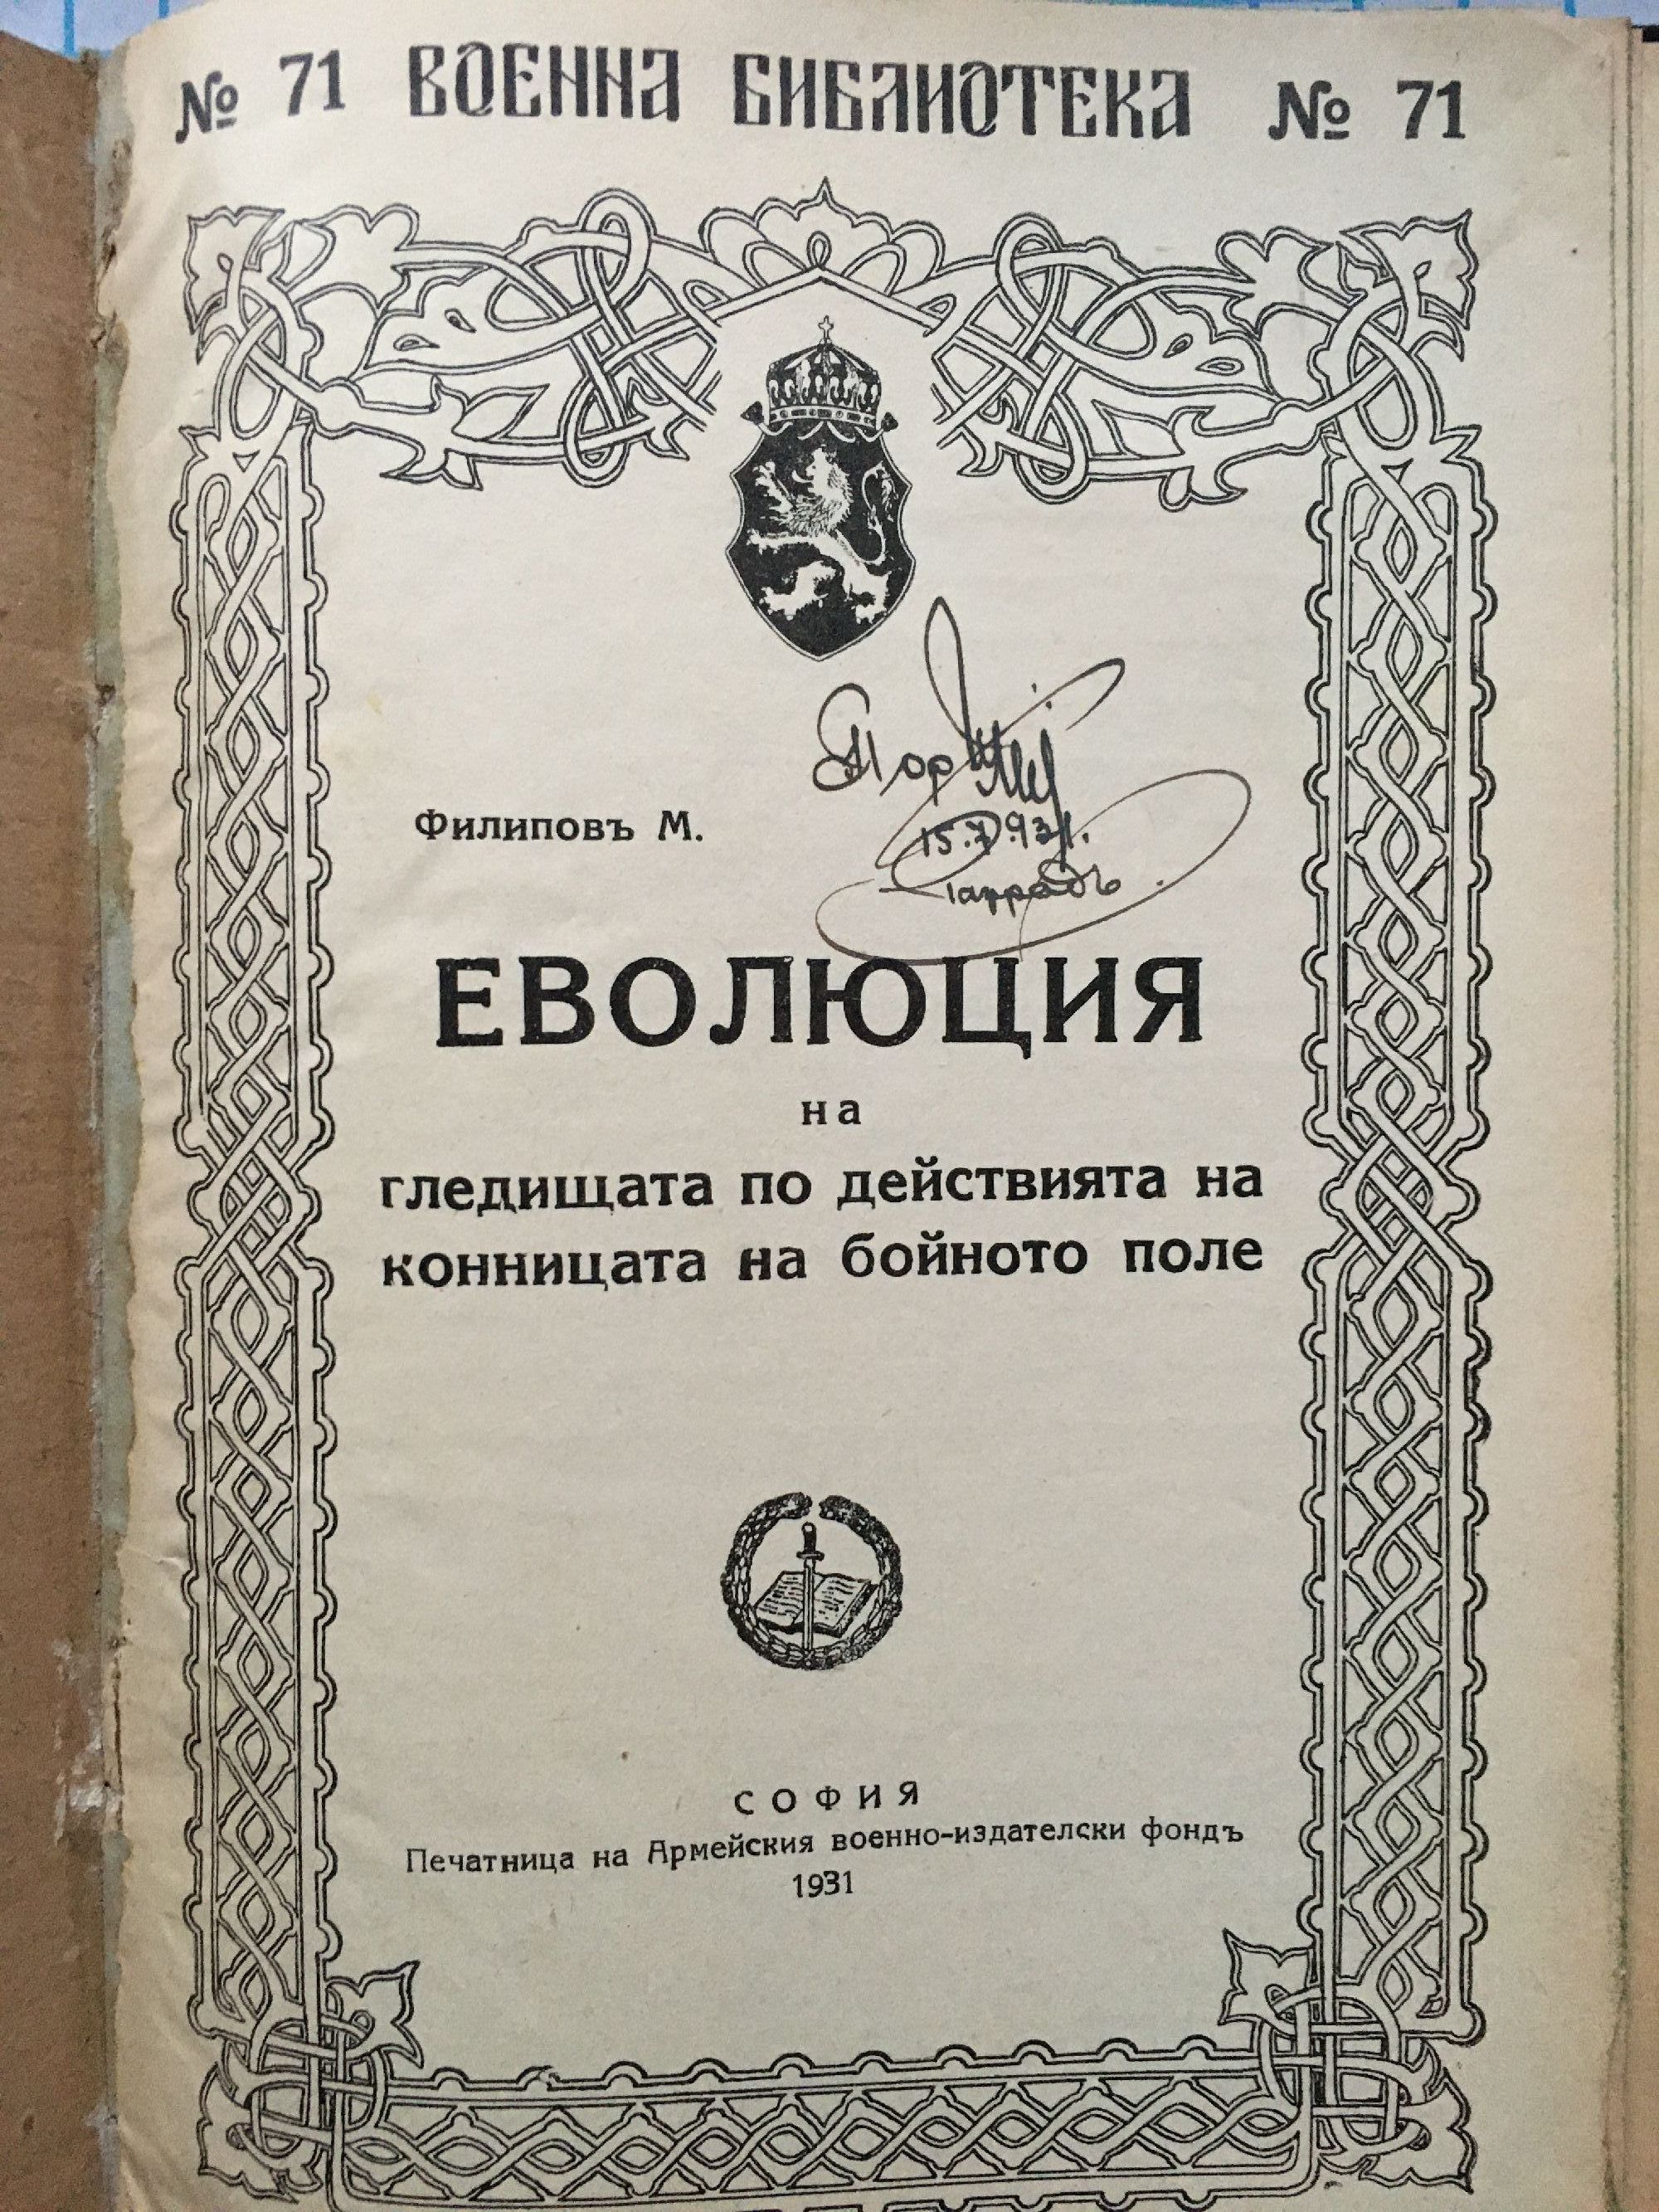 № 71 ВОЕННА БИБЛИОТЕКА № 71
Филиповъ М.
15.7.931.
ЕВОЛЮЦИЯ
на
гледищата по действията на
конницата на бойното поле
СОФИЯ
Печатница на Армейския военно-издателски фондъ
1931